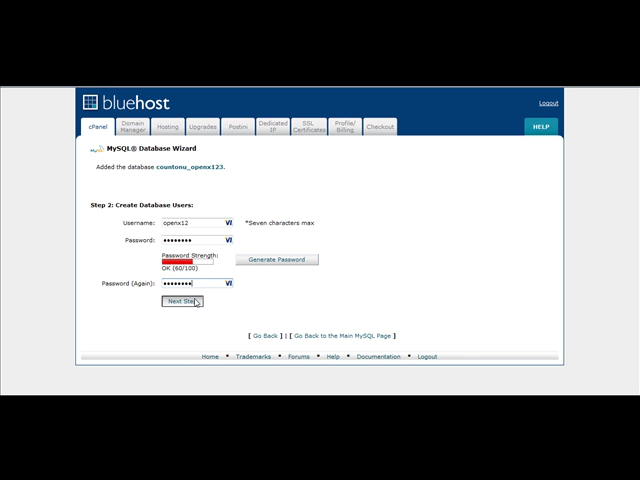 bluehost
Logout
cPanel
Domain Manager
Hosting
Upgrades
Postini
Dedicated IP
SSL Certificates
Profile/ Billing
Checkout
HELP
MySQL® Database Wizard
Added the database countonu_openx123.
Step 2: Create Database Users:
Username: openx12 *Seven characters max
Password: ••••••••
Password Strength:
OK (60/100)
Generate Password
Password (Again): ••••••••
Next Step
[ Go Back ] | [ Go Back to the Main MySQL Page ]
Home • Trademarks • Forums • Help • Documentation • Logout